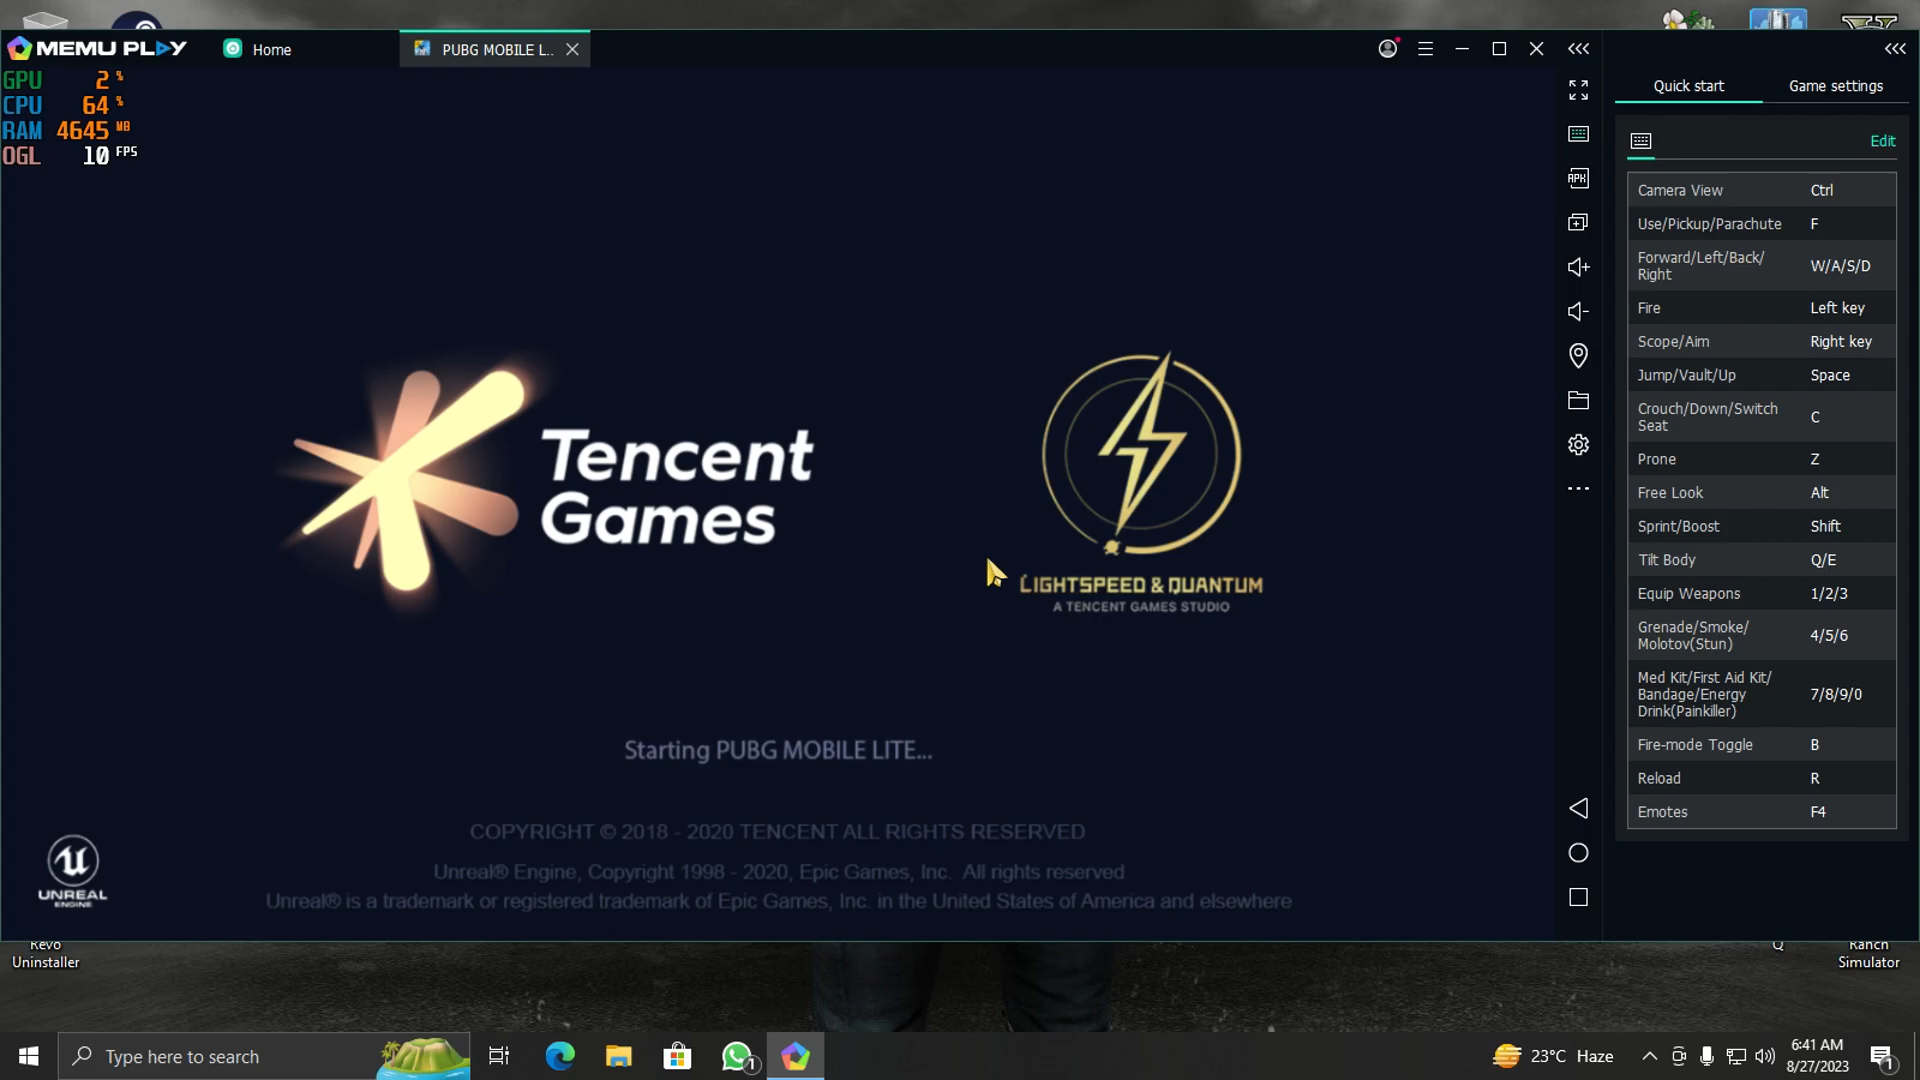 MEMU PLAY
Home
PUBG MOBILE L..
GPU 2 %
CPU 64 %
RAM 4645 MB
OGL 10 FPS
Tencent
Games
LIGHTSPEED & QUANTUM
A TENCENT GAMES STUDIO
Starting PUBG MOBILE LITE...
COPYRIGHT © 2018 - 2020 TENCENT ALL RIGHTS RESERVED
Unreal® Engine, Copyright 1998 - 2020, Epic Games, Inc. All rights reserved
Unreal® is a trademark or registered trademark of Epic Games, Inc. in the United States of America and elsewhere
UNREAL
ENGINE
APK
Quick start
Game settings
Edit
Camera View Ctrl
Use/Pickup/Parachute F
Forward/Left/Back/
Right W/A/S/D
Fire Left key
Scope/Aim Right key
Jump/Vault/Up Space
Crouch/Down/Switch
Seat C
Prone Z
Free Look Alt
Sprint/Boost Shift
Tilt Body Q/E
Equip Weapons 1/2/3
Grenade/Smoke/
Molotov(Stun) 4/5/6
Med Kit/First Aid Kit/
Bandage/Energy 7/8/9/0
Drink(Painkiller)
Fire-mode Toggle B
Reload R
Emotes F4
Revo
Uninstaller
Q
Ranch
Simulator
Type here to search
1
23°C Haze
6:41 AM
8/27/2023
1